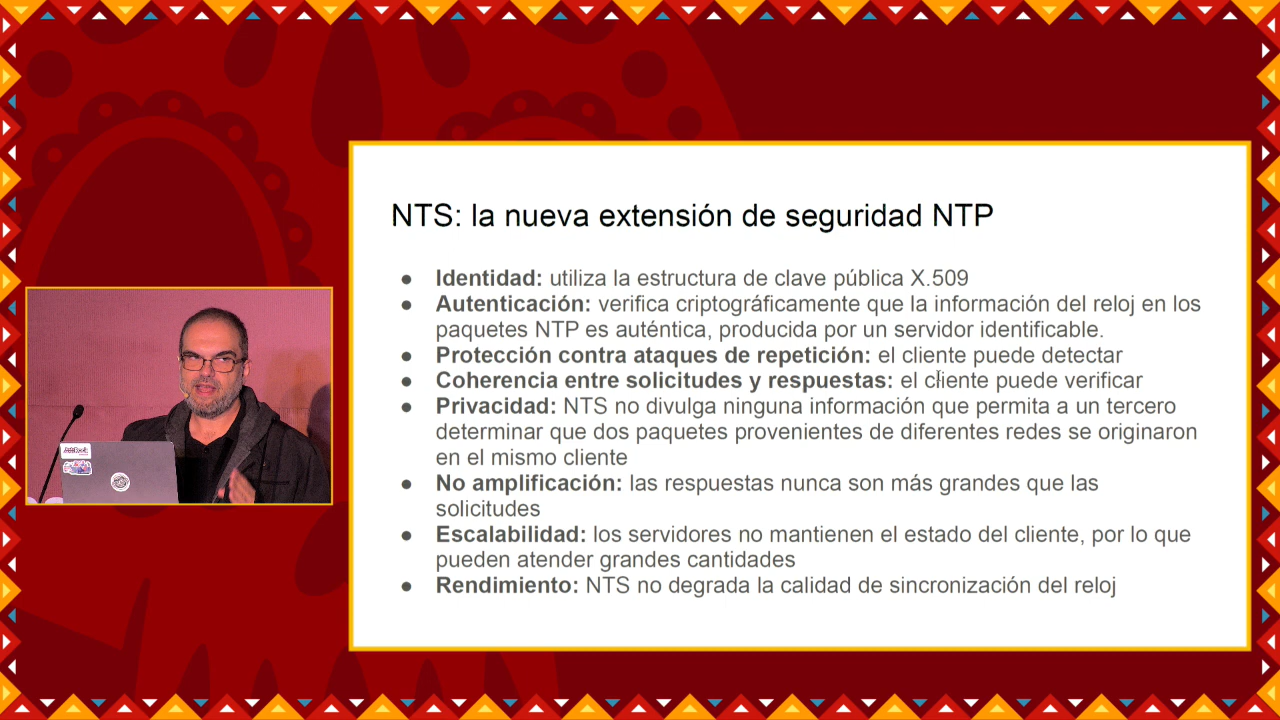 NTS: la nueva extensión de seguridad NTP
● Identidad: utiliza la estructura de clave pública X.509
● Autenticación: verifica criptográficamente que la información del reloj en los
paquetes NTP es auténtica, producida por un servidor identificable.
● Protección contra ataques de repetición: el cliente puede detectar
● Coherencia entre solicitudes y respuestas: el cliente puede verificar
● Privacidad: NTS no divulga ninguna información que permita a un tercero
determinar que dos paquetes provenientes de diferentes redes se originaron
en el mismo cliente
● No amplificación: las respuestas nunca son más grandes que las
solicitudes
● Escalabilidad: los servidores no mantienen el estado del cliente, por lo que
pueden atender grandes cantidades
● Rendimiento: NTS no degrada la calidad de sincronización del reloj